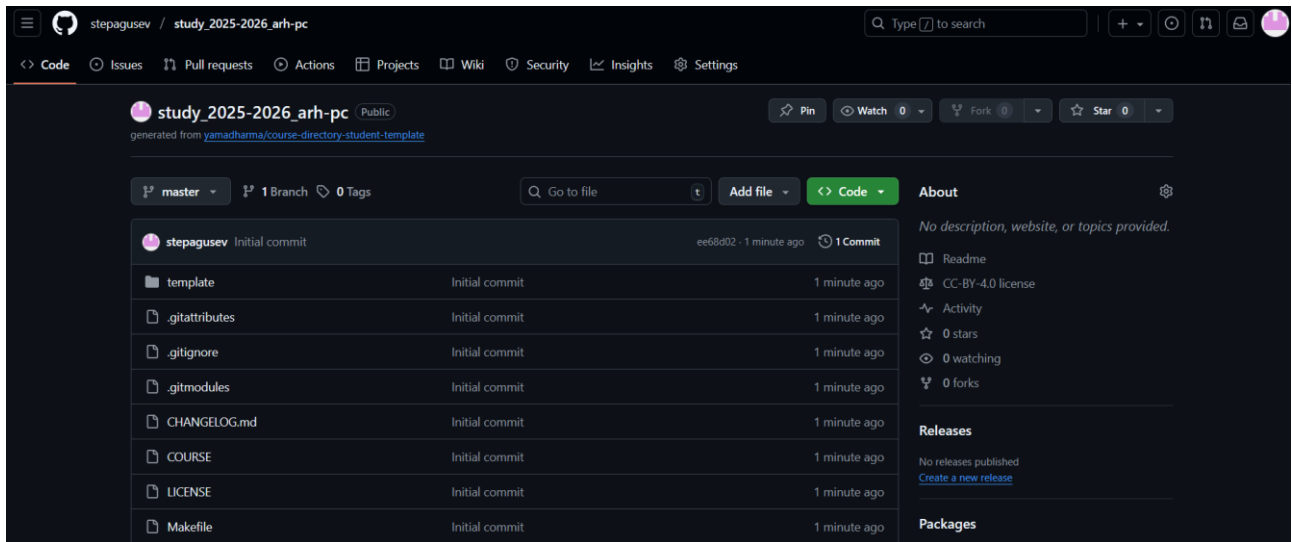 stepagusev / study_2025-2026_arh-pc
Type / to search
Code Issues Pull requests Actions Projects Wiki Security Insights Settings
study_2025-2026_arh-pc Public
Pin Watch 0 Fork 0 Star 0
generated from yamadharma/course-directory-student-template
master 1 Branch 0 Tags
Go to file t
Add file Code
About
stepagusev Initial commit ee68d02 · 1 minute ago 1 Commit
template Initial commit 1 minute ago
.gitattributes Initial commit 1 minute ago
.gitignore Initial commit 1 minute ago
.gitmodules Initial commit 1 minute ago
CHANGELOG.md Initial commit 1 minute ago
COURSE Initial commit 1 minute ago
LICENSE Initial commit 1 minute ago
Makefile Initial commit 1 minute ago
No description, website, or topics provided.
Readme
CC-BY-4.0 license
Activity
0 stars
0 watching
0 forks
Releases
No releases published
Create a new release
Packages